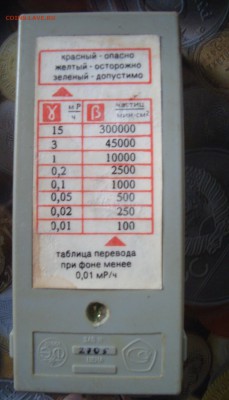 красный - опасно
желтый - осторожно
зеленый - допустимо
γ мР/ч β частиц
15 300000
3 45000
1 10000
0,2 2500
0,1 1000
0,05 500
0,02 250
0,01 100
таблица перевода
при фоне менее
0,01 мР/ч